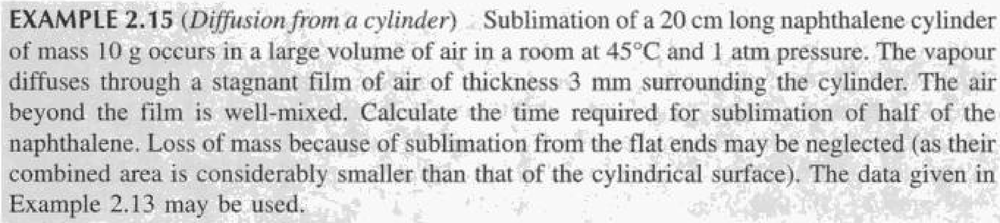 EXAMPLE 2.15 (Diffusion from a cylinder) Sublimation of a 20 cm long naphthalene cylinder
of mass 10 g occurs in a large volume of air in a room at 45°C and 1 atm pressure. The vapour
diffuses through a stagnant film of air of thickness 3 mm surrounding the cylinder. The air
beyond the film is well-mixed. Calculate the time required for sublimation of half of the
naphthalene. Loss of mass because of sublimation from the flat ends may be neglected (as their
combined area is considerably smaller than that of the cylindrical surface). The data given in
Example 2.13 may be used.